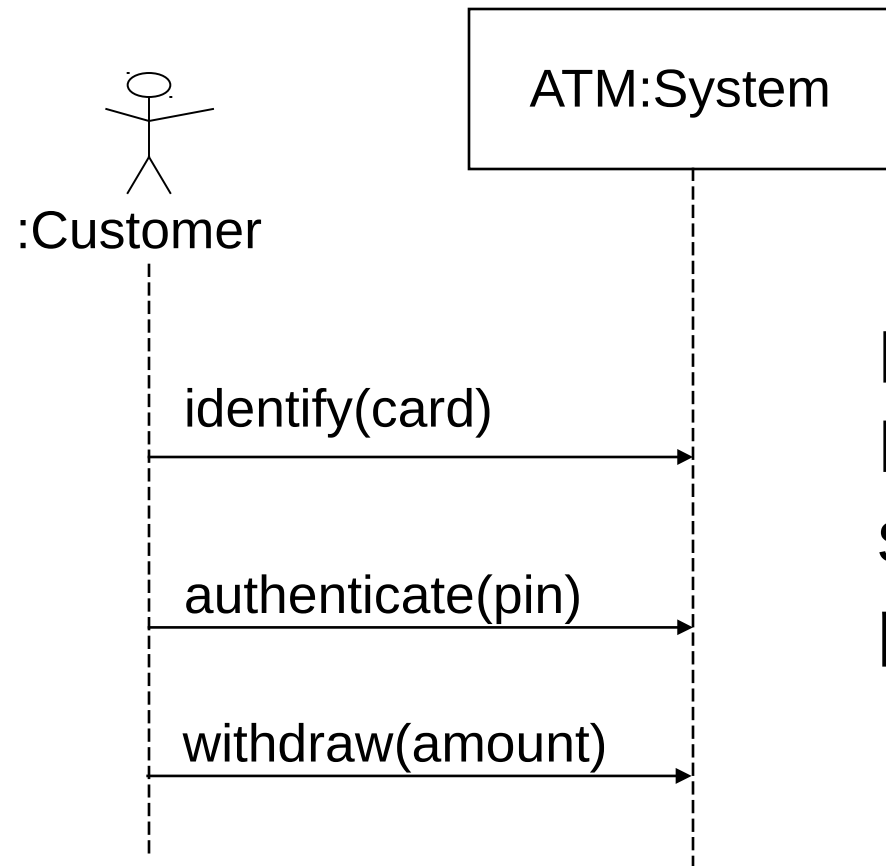 ATM:System
:Customer
identify(card)
authenticate(pin)
withdraw(amount)